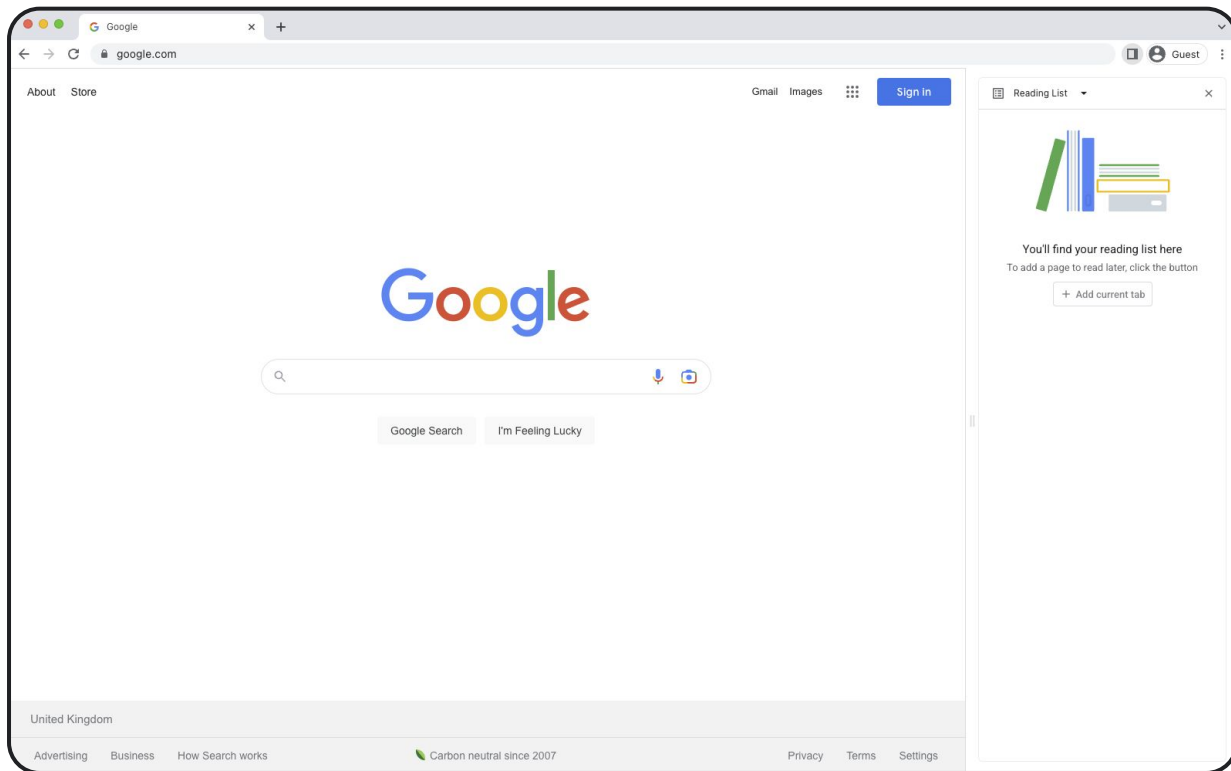 Google
google.com
Guest
About Store
Gmail Images Sign in
Reading List
You'll find your reading list here
To add a page to read later, click the button
+ Add current tab
Google
Google Search I'm Feeling Lucky
United Kingdom
Advertising Business How Search works Carbon neutral since 2007 Privacy Terms Settings